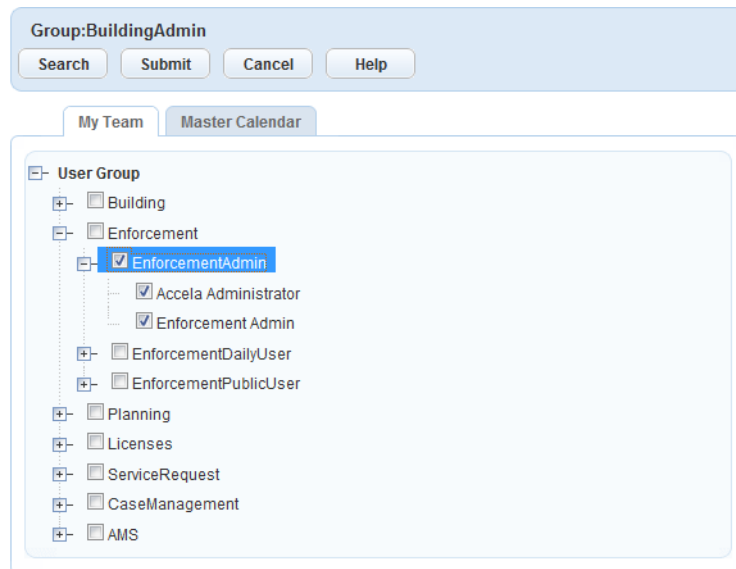 Group:BuildingAdmin
Search Submit Cancel Help
My Team Master Calendar
User Group
Building
Enforcement
EnforcementAdmin
Accela Administrator
Enforcement Admin
EnforcementDailyUser
EnforcementPublicUser
Planning
Licenses
ServiceRequest
CaseManagement
AMS